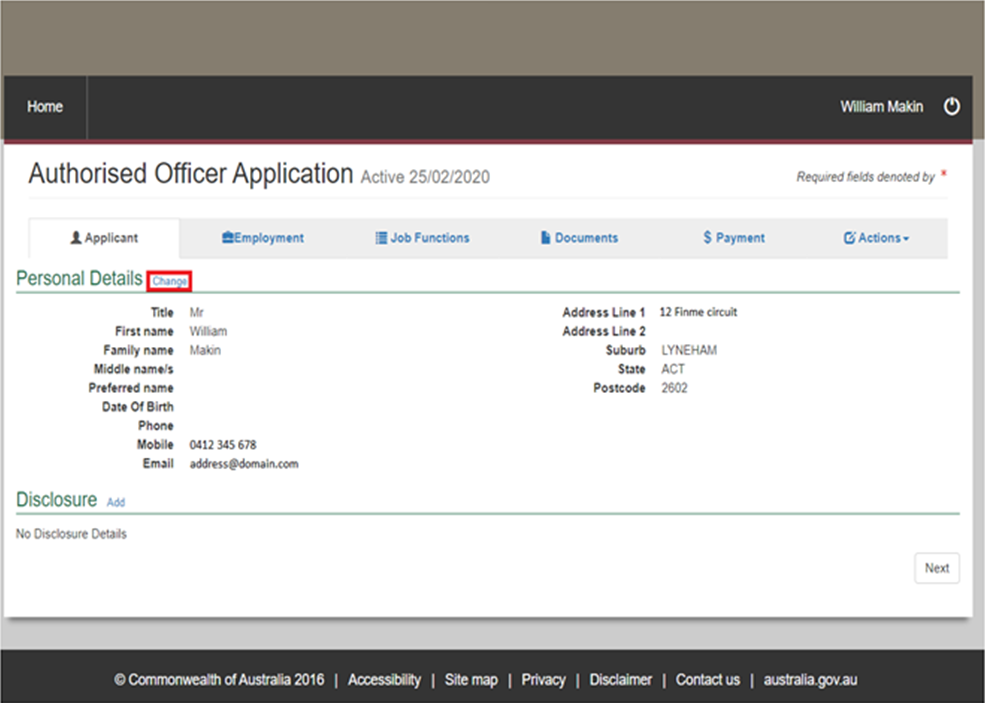 Home William Makin
Authorised Officer Application Active 25/02/2020 Required fields denoted by *
Applicant Employment Job Functions Documents $ Payment Actions
Personal Details Change
Title Mr Address Line 1 12 Finme circuit
First name William Address Line 2
Family name Makin Suburb LYNEHAM
Middle name/s State ACT
Preferred name Postcode 2602
Date Of Birth
Phone
Mobile 0412 345 678
Email address@domain.com
Disclosure Add
No Disclosure Details
Next
© Commonwealth of Australia 2016 | Accessibility | Site map | Privacy | Disclaimer | Contact us | australia.gov.au